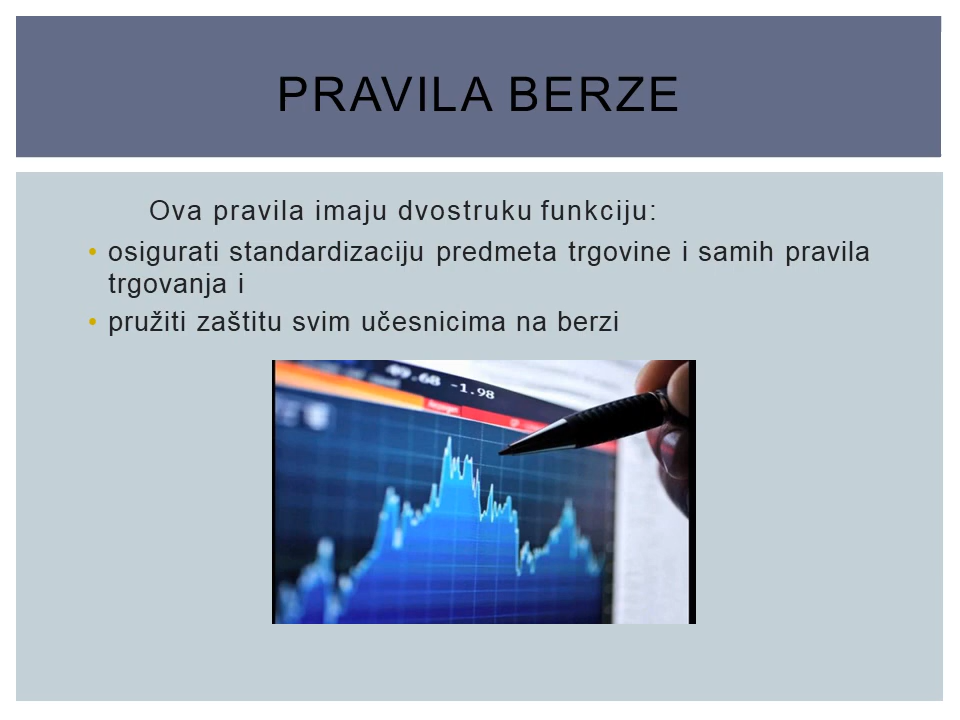 PRAVILA BERZE
Ova pravila imaju dvostruku funkciju:
• osigurati standardizaciju predmeta trgovine i samih pravila
trgovanja i
• pružiti zaštitu svim učesnicima na berzi
-1.98